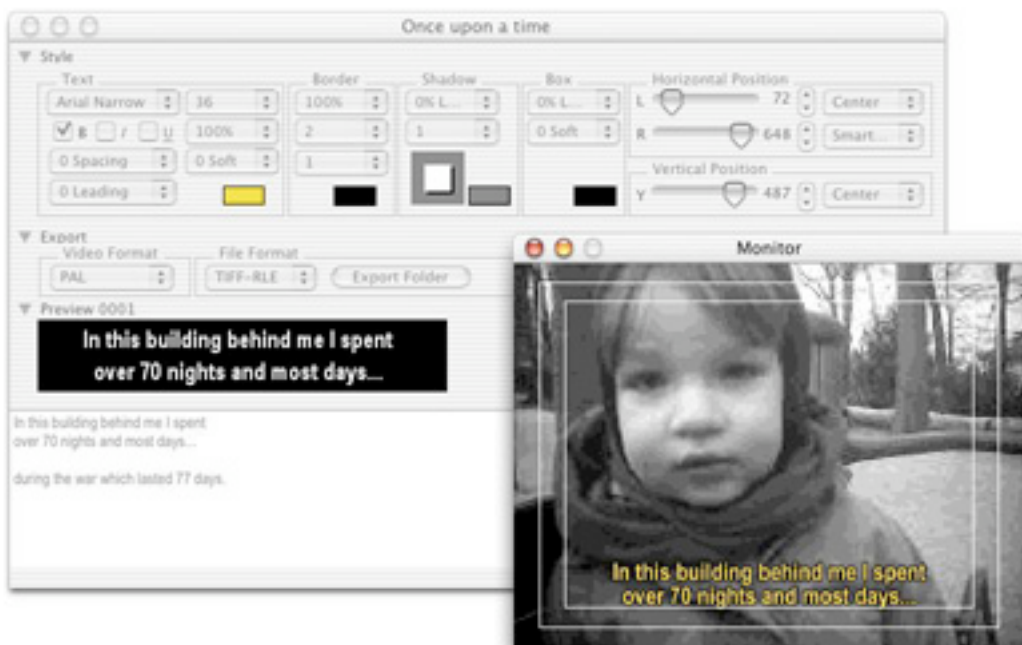 Once upon a time
Style
Text Border Shadow Box Horizontal Position
Arial Narrow 36 100% 0% L... 0% L... L 72 Center
B I U 100% 2 1 0 Soft R 648 Smart...
0 Spacing 0 Soft 1
Vertical Position
0 Leading Y 487 Center
Export
Video Format File Format
PAL TIFF-RLE Export Folder
Preview 0001
In this building behind me I spent
over 70 nights and most days...
In this building behind me I spent
over 70 nights and most days...
during the war which lasted 77 days.
Monitor
In this building behind me I spent
over 70 nights and most days...